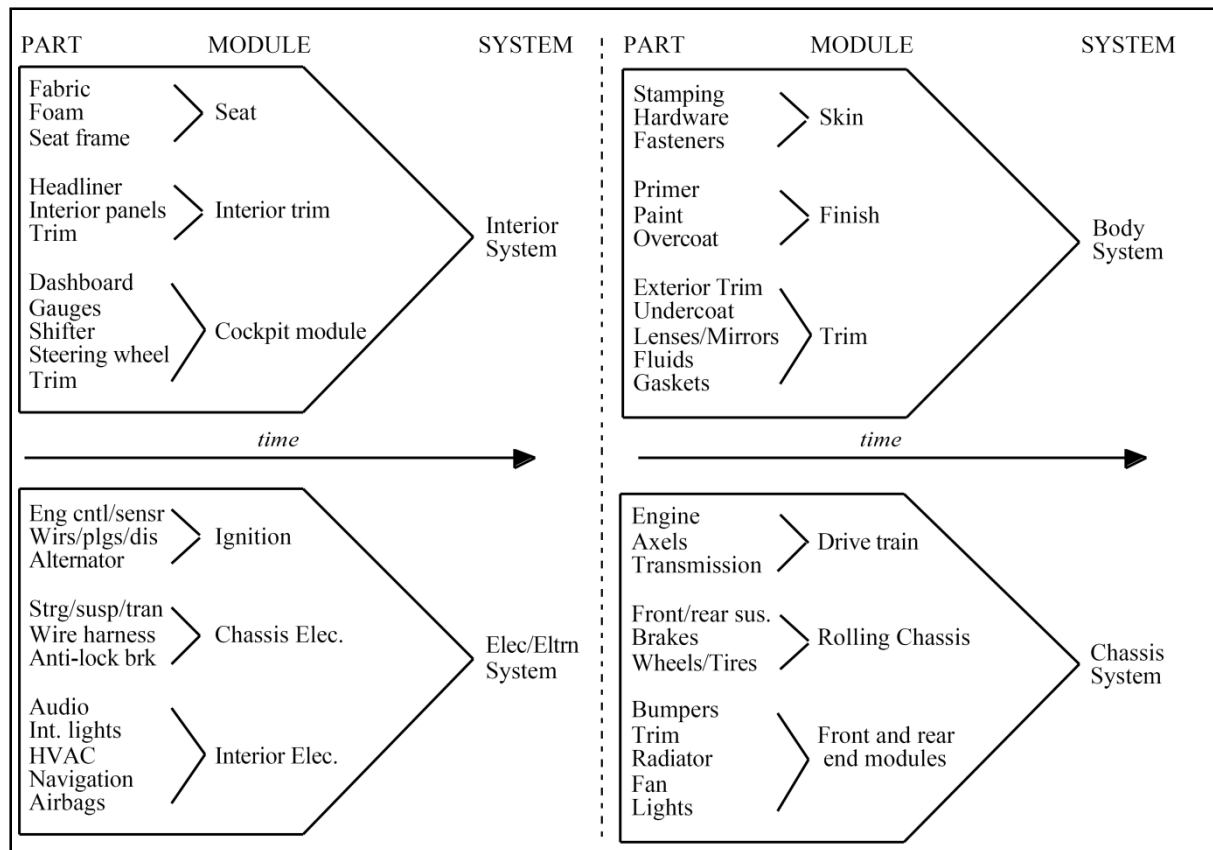 PART MODULE SYSTEM
Fabric
Foam
Seat frame
Seat
Headliner
Interior panels
Trim
Interior trim
Dashboard
Gauges
Shifter
Steering wheel
Trim
Cockpit module
Interior
System
time
PART MODULE SYSTEM
Stamping
Hardware
Fasteners
Skin
Primer
Paint
Overcoat
Finish
Exterior Trim
Undercoat
Lenses/Mirrors
Fluids
Gaskets
Trim
Body
System
time
Eng cntl/sensr
Wirs/plgs/dis
Alternator
Ignition
Strg/susp/tran
Wire harness
Anti-lock brk
Chassis Elec.
Audio
Int. lights
HVAC
Navigation
Airbags
Interior Elec.
Elec/Eltrn
System
Engine
Axels
Transmission
Drive train
Front/rear sus.
Brakes
Wheels/Tires
Rolling Chassis
Bumpers
Trim
Radiator
Fan
Lights
Front and rear
end modules
Chassis
System